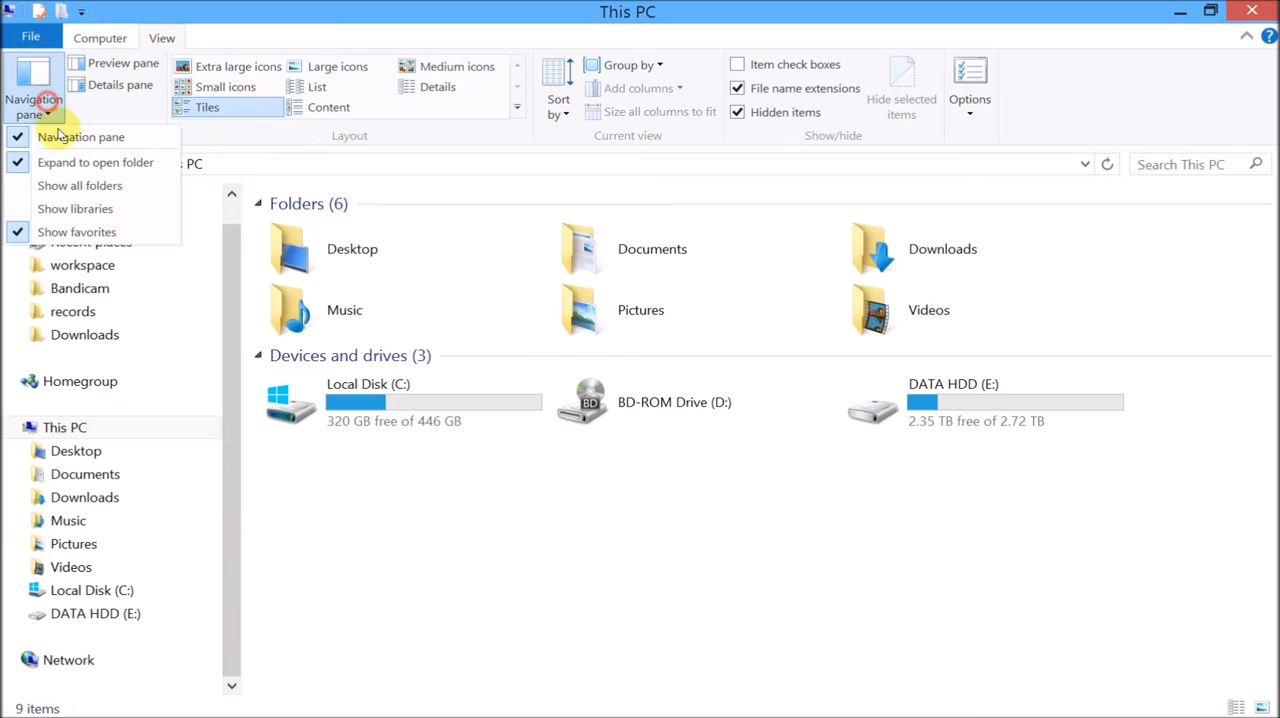 This PC
File
Computer
View
Navigation pane
Preview pane
Details pane
Extra large icons
Large icons
Medium icons
Small icons
List
Details
Tiles
Content
Layout
Sort by
Group by
Add columns
Size all columns to fit
Current view
Item check boxes
File name extensions
Hidden items
Hide selected items
Show/hide
Options
Navigation pane
Expand to open folder
Show all folders
Show libraries
Show favorites
PC
Search This PC
Recent places
workspace
Bandicam
records
Downloads
Homegroup
This PC
Desktop
Documents
Downloads
Music
Pictures
Videos
Local Disk (C:)
DATA HDD (E:)
Network
Folders (6)
Desktop
Documents
Downloads
Music
Pictures
Videos
Devices and drives (3)
Local Disk (C:)
320 GB free of 446 GB
BD
BD-ROM Drive (D:)
DATA HDD (E:)
2.35 TB free of 2.72 TB
9 items